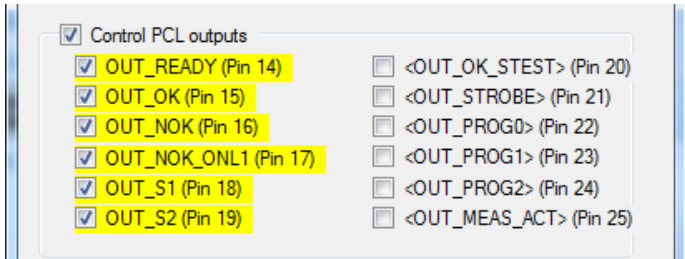 Control PCL outputs
OUT_READY (Pin 14)
OUT_OK (Pin 15)
OUT_NOK (Pin 16)
OUT_NOK_ONL1 (Pin 17)
OUT_S1 (Pin 18)
OUT_S2 (Pin 19)
<OUT_OK_STEST> (Pin 20)
<OUT_STROBE> (Pin 21)
<OUT_PROG0> (Pin 22)
<OUT_PROG1> (Pin 23)
<OUT_PROG2> (Pin 24)
<OUT_MEAS_ACT> (Pin 25)